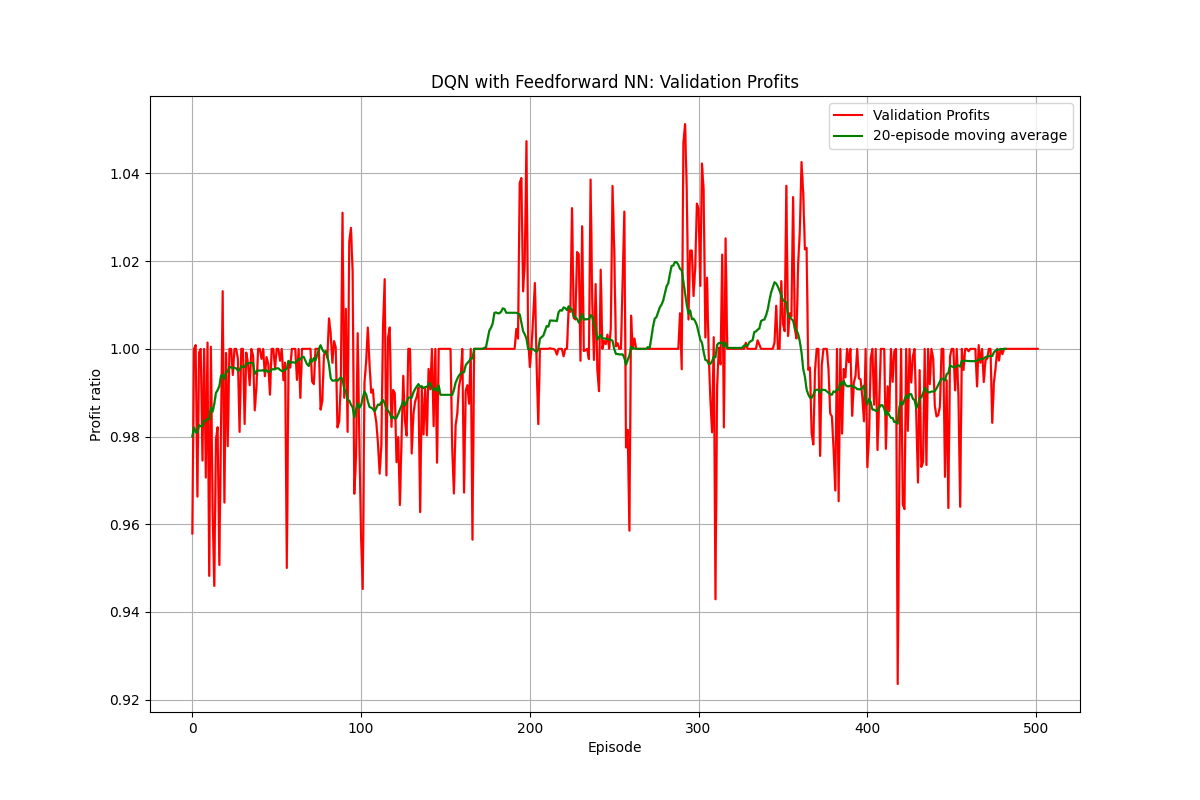 DQN with Feedforward NN: Validation Profits
Validation Profits
20-episode moving average
Profit ratio
1.04
1.02
1.00
0.98
0.96
0.94
0.92
0
100
200
300
400
500
Episode